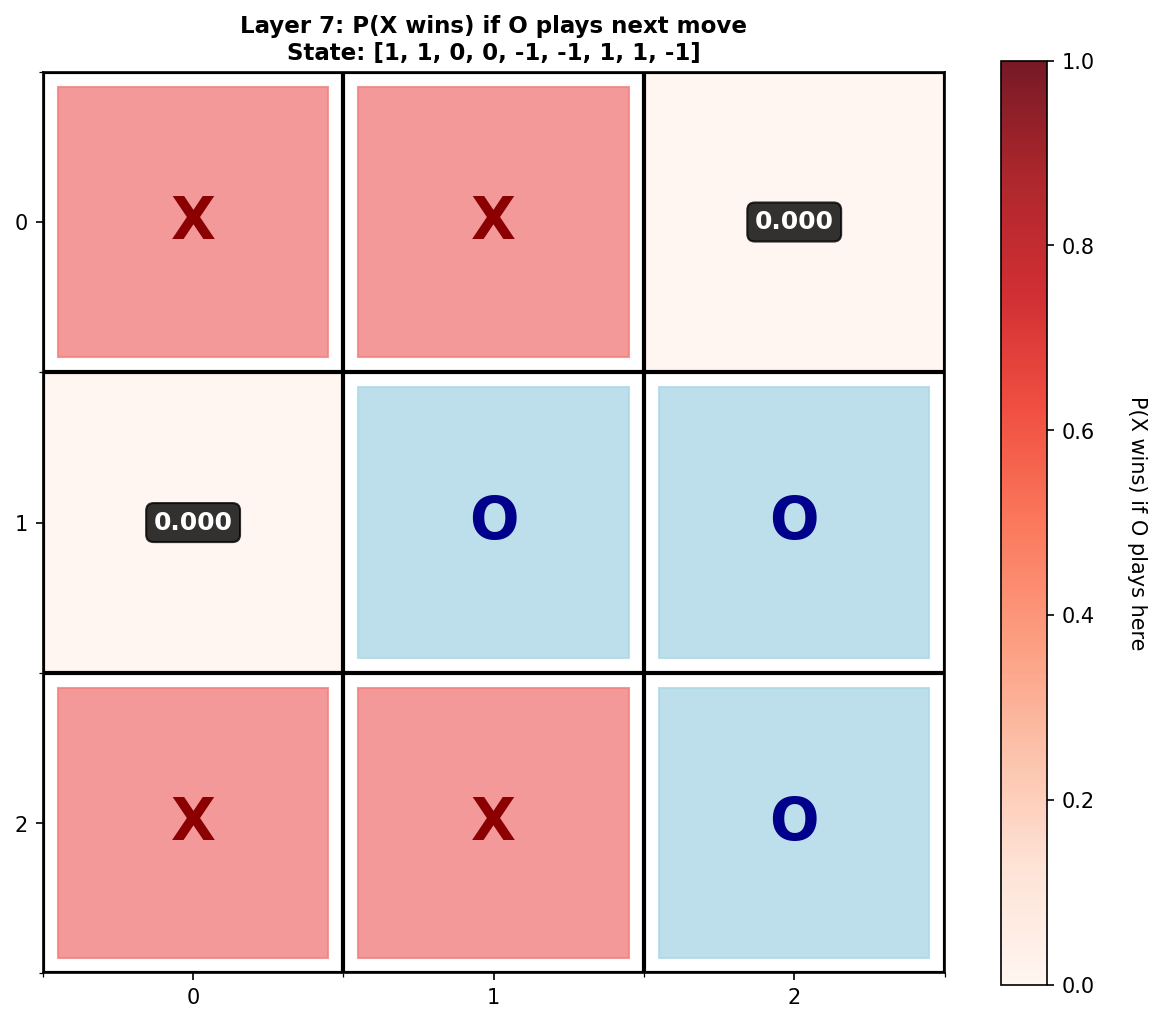 Layer 7: P(X wins) if O plays next move
State: [1, 1, 0, 0, -1, -1, 1, 1, -1]
X X 0.000
0.000 O O
X X O
0
1
2
0 1 2
1.0
0.8
0.6
0.4
0.2
0.0
P(X wins) if O plays here